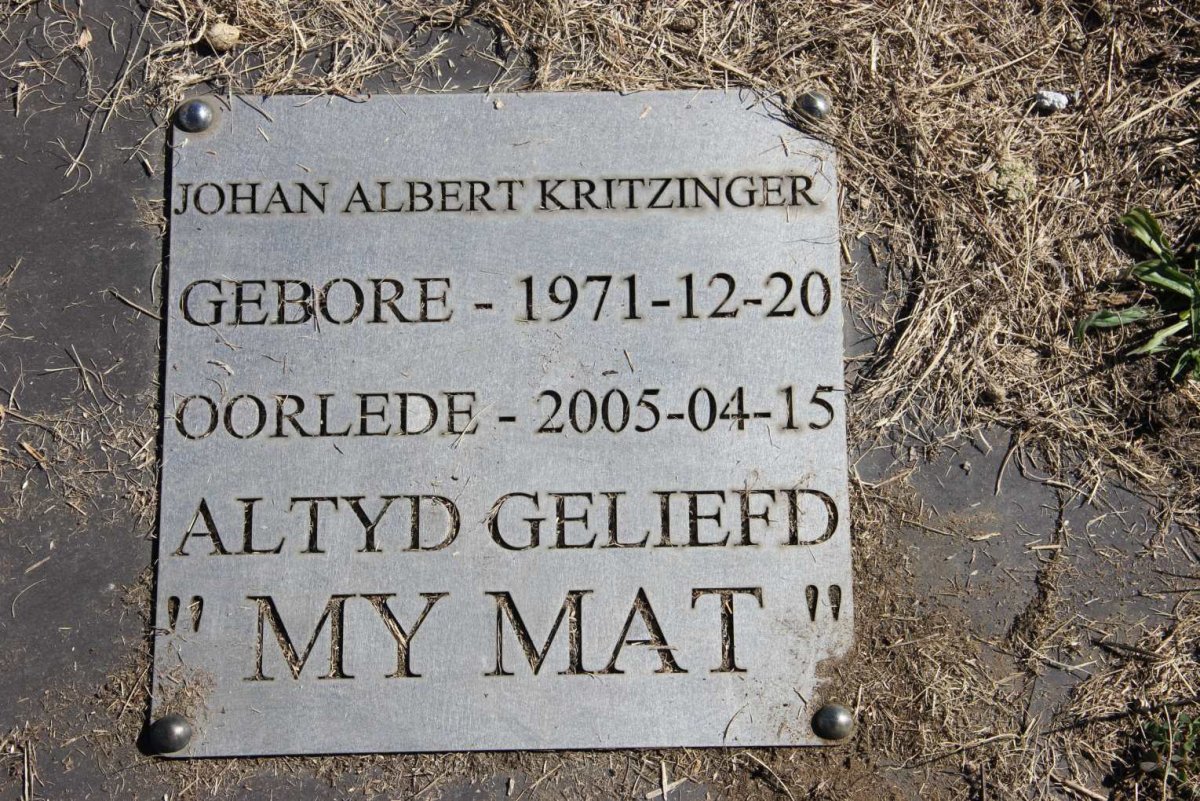 JOHAN ALBERT KRITZINGER
GEBORE - 1971-12-20
OORLEDE - 2005-04-15
ALTYD GELIEFD
" MY MAT "